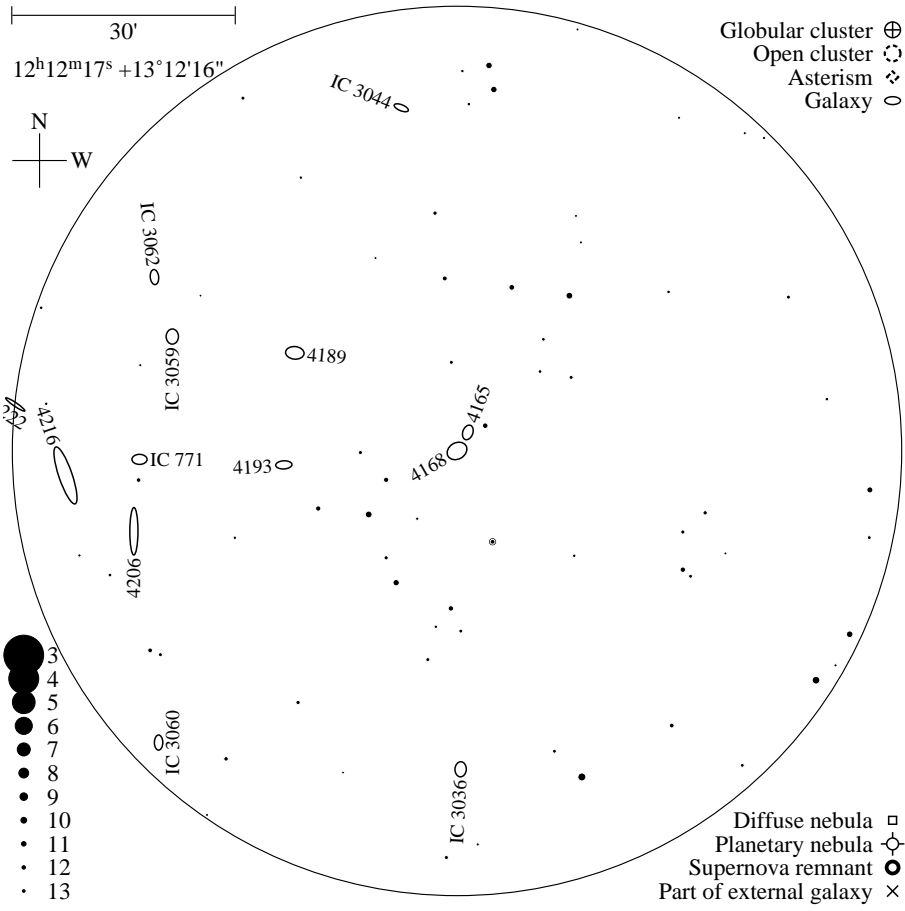 30'
12ʰ12ᵐ17ˢ +13°12'16"
N
W
Globular cluster
Open cluster
Asterism
Galaxy
IC 3044
IC 3062
IC 3059
4189
4165
4168
4216
IC 771
4193
4206
IC 3060
IC 3036
3
4
5
6
7
8
9
10
11
12
13
Diffuse nebula
Planetary nebula
Supernova remnant
Part of external galaxy